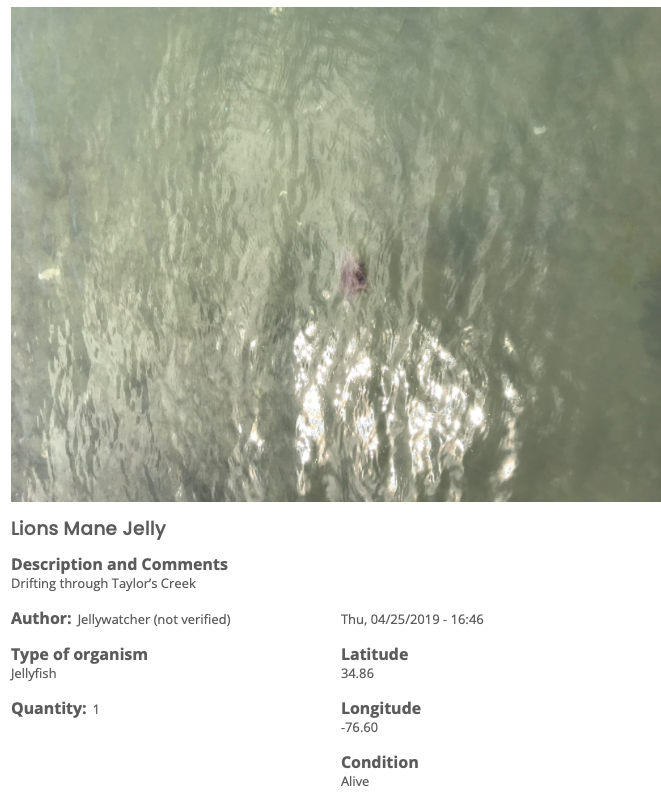 Lions Mane Jelly
Description and Comments
Drifting through Taylor's Creek
Author: Jellywatcher (not verified)
Thu, 04/25/2019 - 16:46
Type of organism
Jellyfish
Latitude
34.86
Quantity: 1
Longitude
-76.60
Condition
Alive